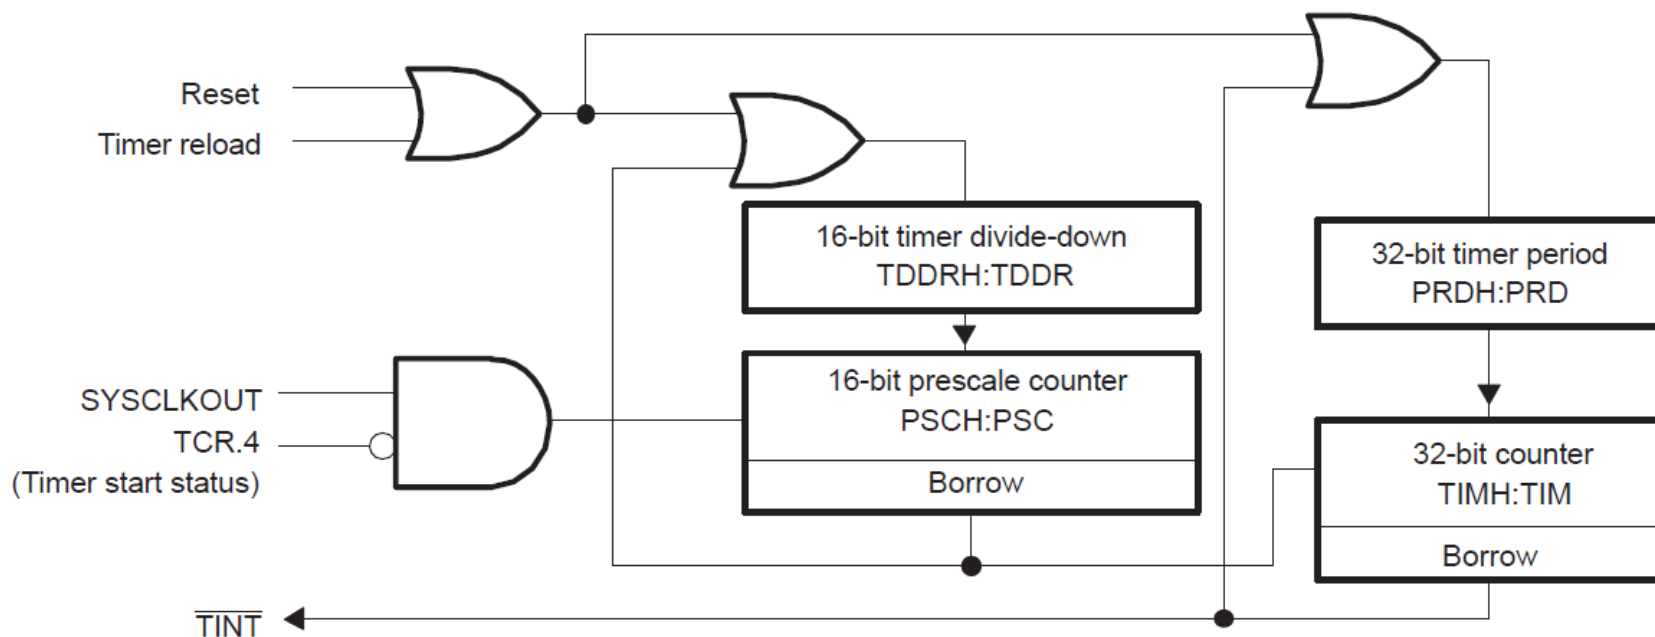 Reset
Timer reload
16-bit timer divide-down
TDDRH:TDDR
32-bit timer period
PRDH:PRD
SYSCLKOUT
TCR.4
(Timer start status)
16-bit prescale counter
PSCH:PSC
Borrow
32-bit counter
TIMH:TIM
Borrow
TINT